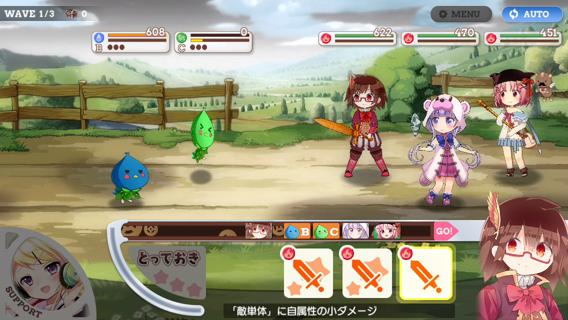 WAVE 1/3 0
MENU
AUTO
608
B
0
C
622
470
451
B C GO!
とっておき
SUPPORT
「敵単体」に自属性の小ダメージ